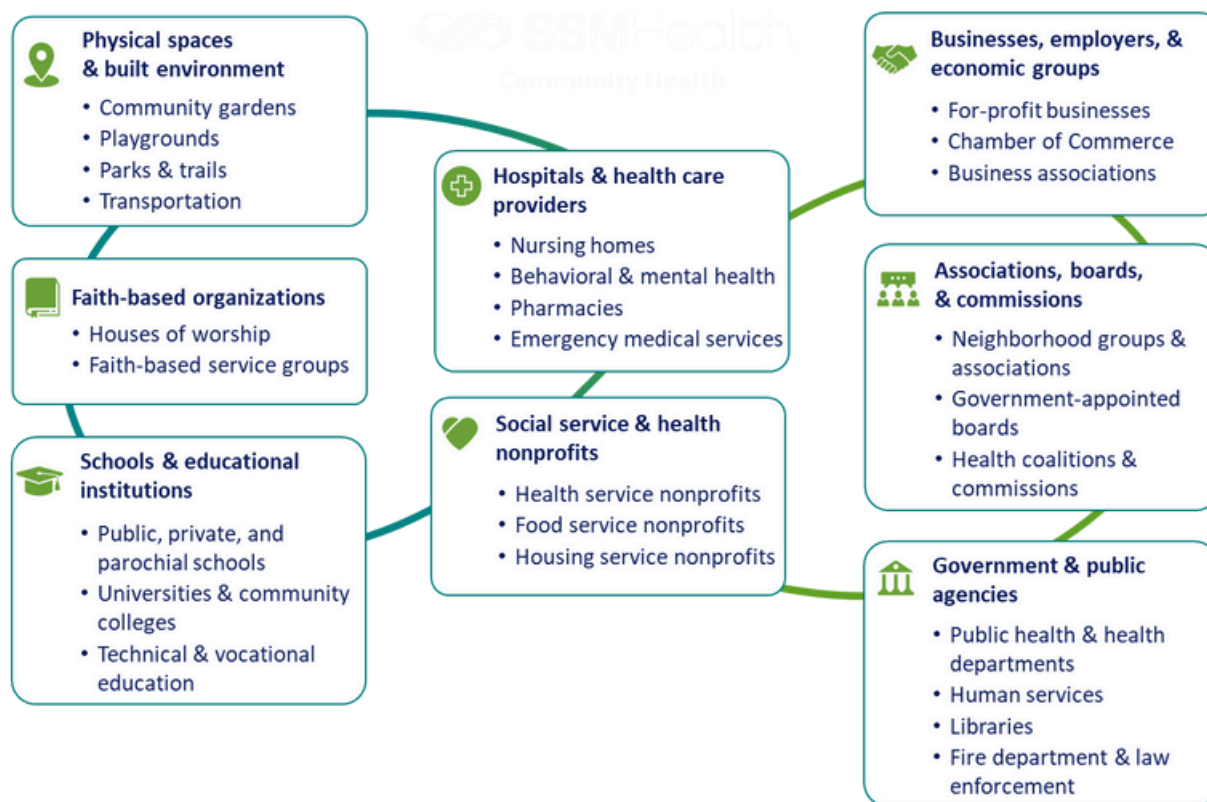 SSMHealth
Community Health
Physical spaces
& built environment
• Community gardens
• Playgrounds
• Parks & trails
• Transportation
Faith-based organizations
• Houses of worship
• Faith-based service groups
Schools & educational
institutions
• Public, private, and
parochial schools
• Universities & community
colleges
• Technical & vocational
education
Hospitals & health care
providers
• Nursing homes
• Behavioral & mental health
• Pharmacies
• Emergency medical services
Social service & health
nonprofits
• Health service nonprofits
• Food service nonprofits
• Housing service nonprofits
Businesses, employers, &
economic groups
• For-profit businesses
• Chamber of Commerce
• Business associations
Associations, boards,
& commissions
• Neighborhood groups &
associations
• Government-appointed
boards
• Health coalitions &
commissions
Government & public
agencies
• Public health & health
departments
• Human services
• Libraries
• Fire department & law
enforcement